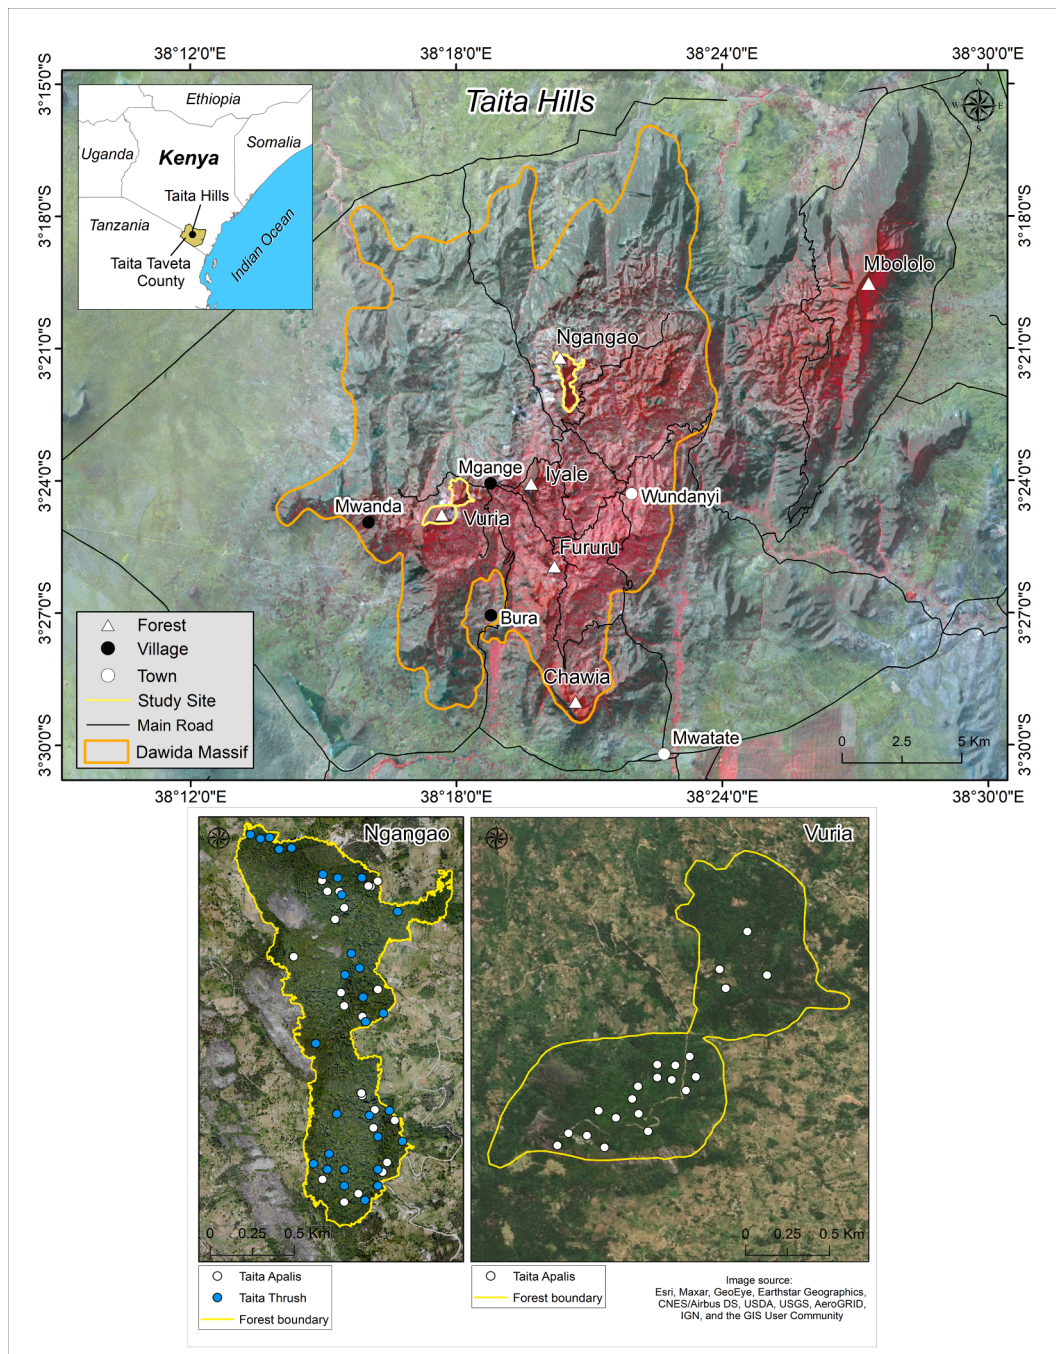 38°12'0"E
38°18'0"E
38°24'0"E
38°30'0"E
3°15'0"S
3°18'0"S
3°21'0"S
3°24'0"S
3°27'0"S
3°30'0"S
Taita Hills
N
W
E
S
Ethiopia
Uganda
Kenya
Somalia
Taita Hills
Tanzania
Taita Taveta
County
Indian Ocean
3°18'0"S
3°21'0"S
3°24'0"S
3°27'0"S
3°30'0"S
Mbololo
Ngangao
Mgange
Iyale
Wundanyi
Mwanda
Vuria
Fururu
Bura
Chawia
Mwatate
Forest
Village
Town
Study Site
Main Road
Dawida Massif
0
2.5
5 Km
38°12'0"E
38°18'0"E
38°24'0"E
38°30'0"E
Ngangao
0
0.25
0.5 Km
Taita Apalis
Taita Thrush
Forest boundary
Vuria
0
0.25
0.5 Km
Taita Apalis
Forest boundary
Image source:
Esri, Maxar, GeoEye, Earthstar Geographics,
CNES/Airbus DS, USDA, USGS, AeroGRID,
IGN, and the GIS User Community